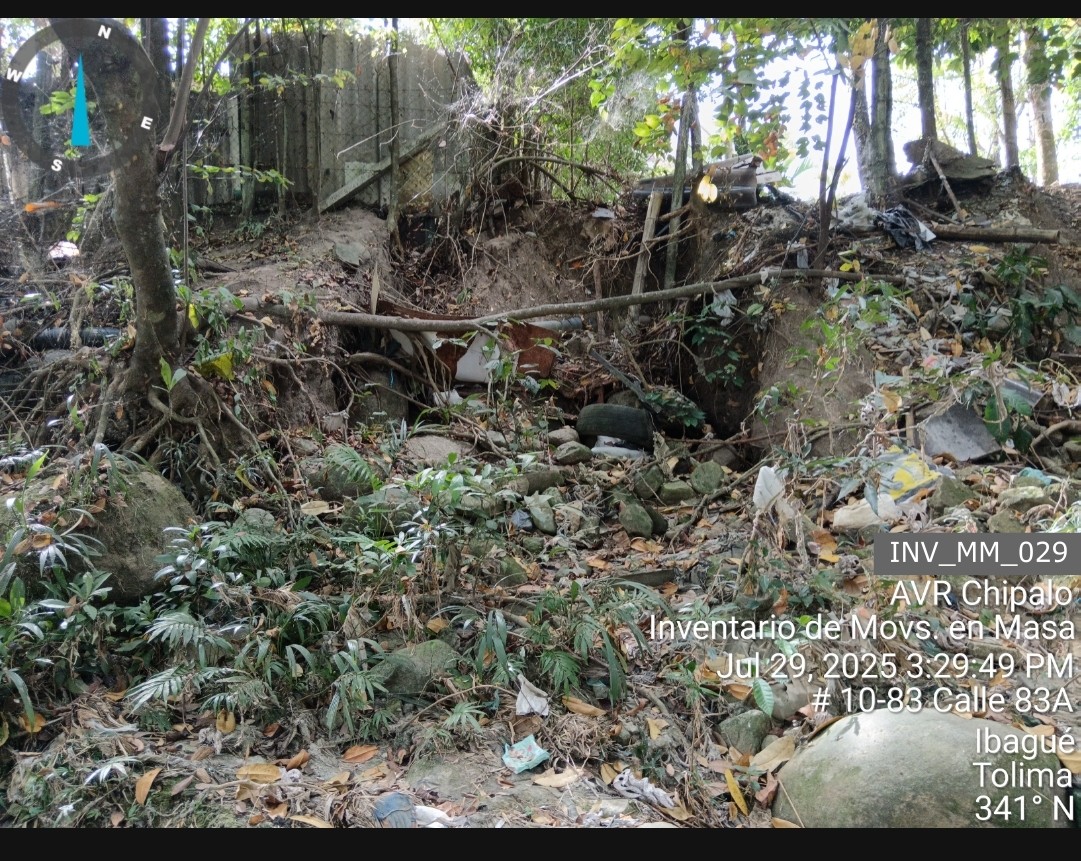 N
W
E
S
INV_MM_029
AVR Chipalo
Inventario de Movs. en Masa
Jul 29, 2025 3:29:49 PM
# 10-83 Calle 83A
Ibagué
Tolima
341° N